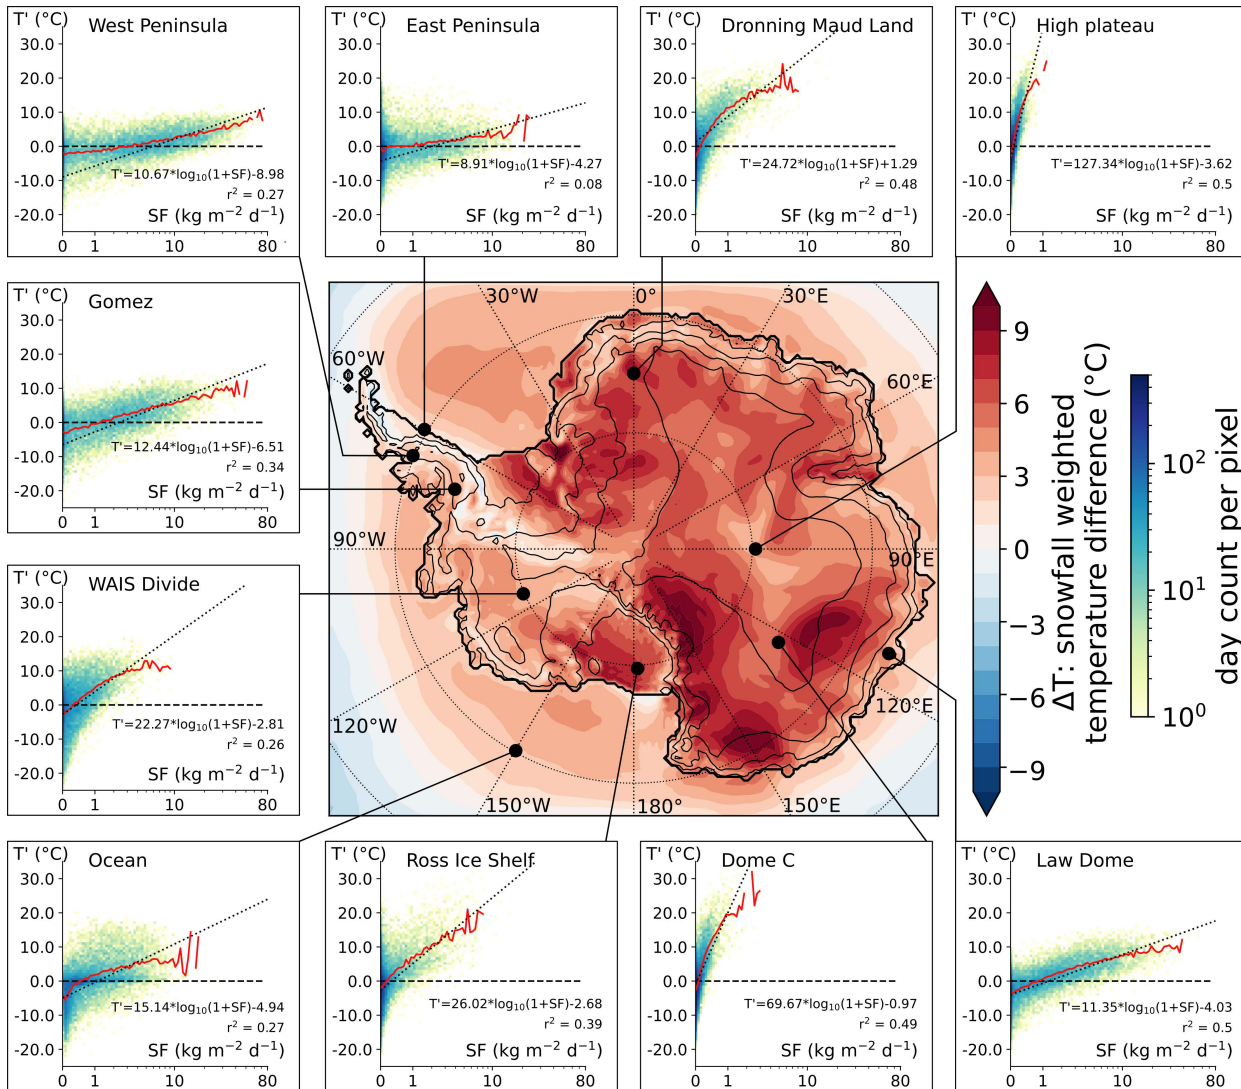 T' (°C)
West Peninsula
30.0
20.0
10.0
0.0
-10.0
-20.0
T'=10.67*log₁₀(1+SF)-8.98
r² = 0.27
SF (kg m⁻² d⁻¹)
0 1 10 80
T' (°C)
East Peninsula
30.0
20.0
10.0
0.0
-10.0
-20.0
T'=8.91*log₁₀(1+SF)-4.27
r² = 0.08
SF (kg m⁻² d⁻¹)
0 1 10 80
T' (°C)
Dronning Maud Land
30.0
20.0
10.0
0.0
-10.0
-20.0
T'=24.72*log₁₀(1+SF)+1.29
r² = 0.48
SF (kg m⁻² d⁻¹)
0 1 10 80
T' (°C)
High plateau
30.0
20.0
10.0
0.0
-10.0
-20.0
T'=127.34*log₁₀(1+SF)-3.62
r² = 0.5
SF (kg m⁻² d⁻¹)
0 1 10 80
T' (°C)
Gomez
30.0
20.0
10.0
0.0
-10.0
-20.0
T'=12.44*log₁₀(1+SF)-6.51
r² = 0.34
SF (kg m⁻² d⁻¹)
0 1 10 80
30°W
0°
30°E
60°W
60°E
90°W
90°E
120°W
120°E
150°W
180°
150°E
9
6
3
0
−3
−6
−9
ΔT: snowfall weighted
temperature difference (°C)
10²
10¹
10⁰
day count per pixel
T' (°C)
WAIS Divide
30.0
20.0
10.0
0.0
-10.0
-20.0
T'=22.27*log₁₀(1+SF)-2.81
r² = 0.26
SF (kg m⁻² d⁻¹)
0 1 10 80
T' (°C)
Ocean
30.0
20.0
10.0
0.0
-10.0
-20.0
T'=15.14*log₁₀(1+SF)-4.94
r² = 0.27
SF (kg m⁻² d⁻¹)
0 1 10 80
T' (°C)
Ross Ice Shelf
30.0
20.0
10.0
0.0
-10.0
-20.0
T'=26.02*log₁₀(1+SF)-2.68
r² = 0.39
SF (kg m⁻² d⁻¹)
0 1 10 80
T' (°C)
Dome C
30.0
20.0
10.0
0.0
-10.0
-20.0
T'=69.67*log₁₀(1+SF)-0.97
r² = 0.49
SF (kg m⁻² d⁻¹)
0 1 10 80
T' (°C)
Law Dome
30.0
20.0
10.0
0.0
-10.0
-20.0
T'=11.35*log₁₀(1+SF)-4.03
r² = 0.5
SF (kg m⁻² d⁻¹)
0 1 10 80